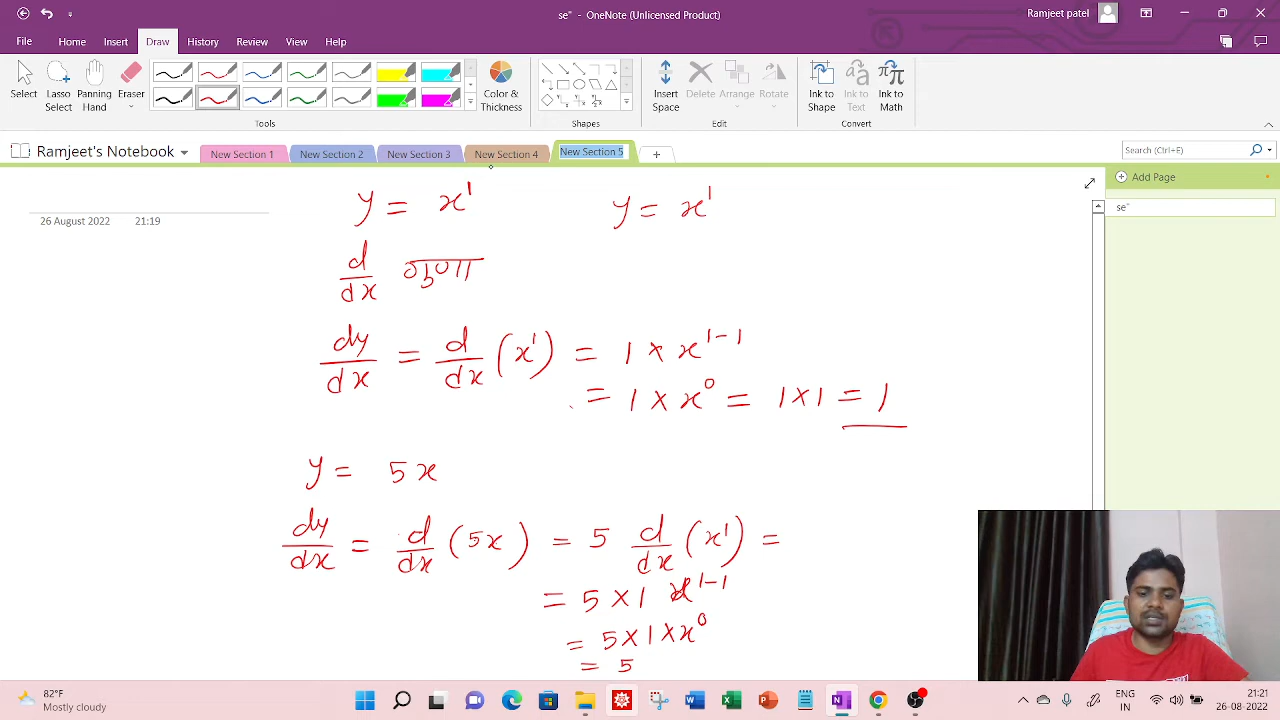 se" - OneNote (Unlicensed Product)
Ramjeet patel
File Home Insert Draw History Review View Help
Select Lasso Select Panning Hand Eraser Color & Thickness Insert Space Delete Arrange Rotate Ink to Shape Ink to Text Ink to Math
Tools Shapes Edit Convert
Ramjeet's Notebook New Section 1 New Section 2 New Section 3 New Section 4 New Section 5 Search (Ctrl+E)
Add Page
se"
26 August 2022 21:19
y = x¹ y = x¹
d/dx गुणा
dy/dx = d/dx (x¹) = 1 × x¹⁻¹
= 1 × x⁰ = 1×1 = 1
y = 5x
dy/dx = d/dx (5x) = 5 d/dx (x¹) =
= 5×1 x¹⁻¹
= 5×1×x⁰
= 5
82°F
Mostly cloudy
ENG
IN
21:21
26-08-2022